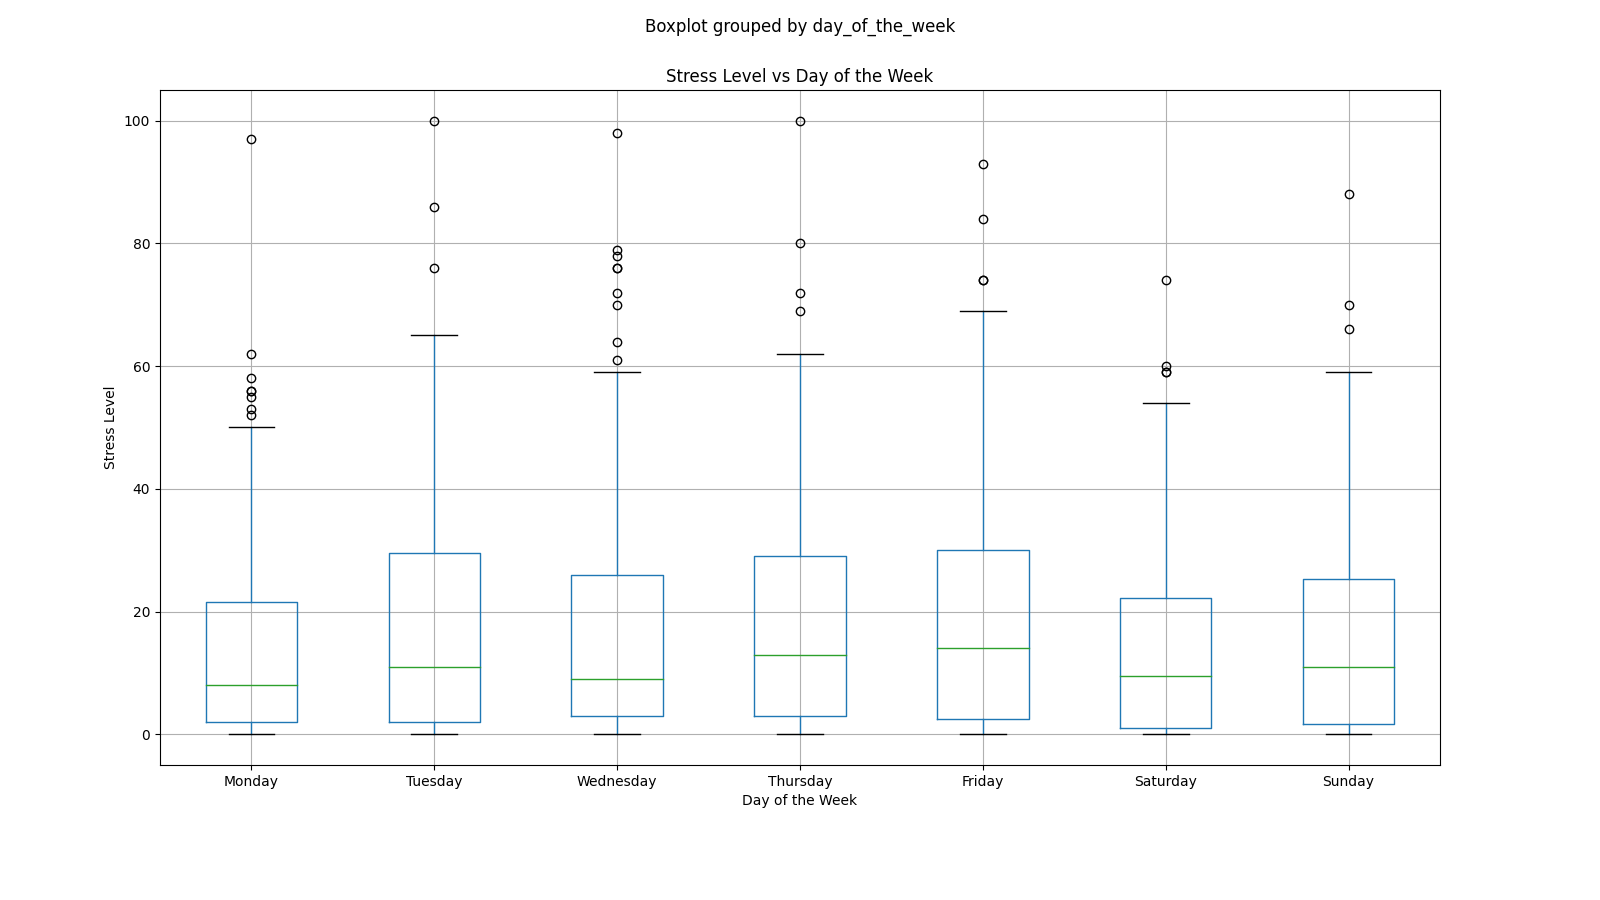 Boxplot grouped by day_of_the_week
Stress Level vs Day of the Week
100
80
60
40
20
0
Stress Level
Monday Tuesday Wednesday Thursday Friday Saturday Sunday
Day of the Week